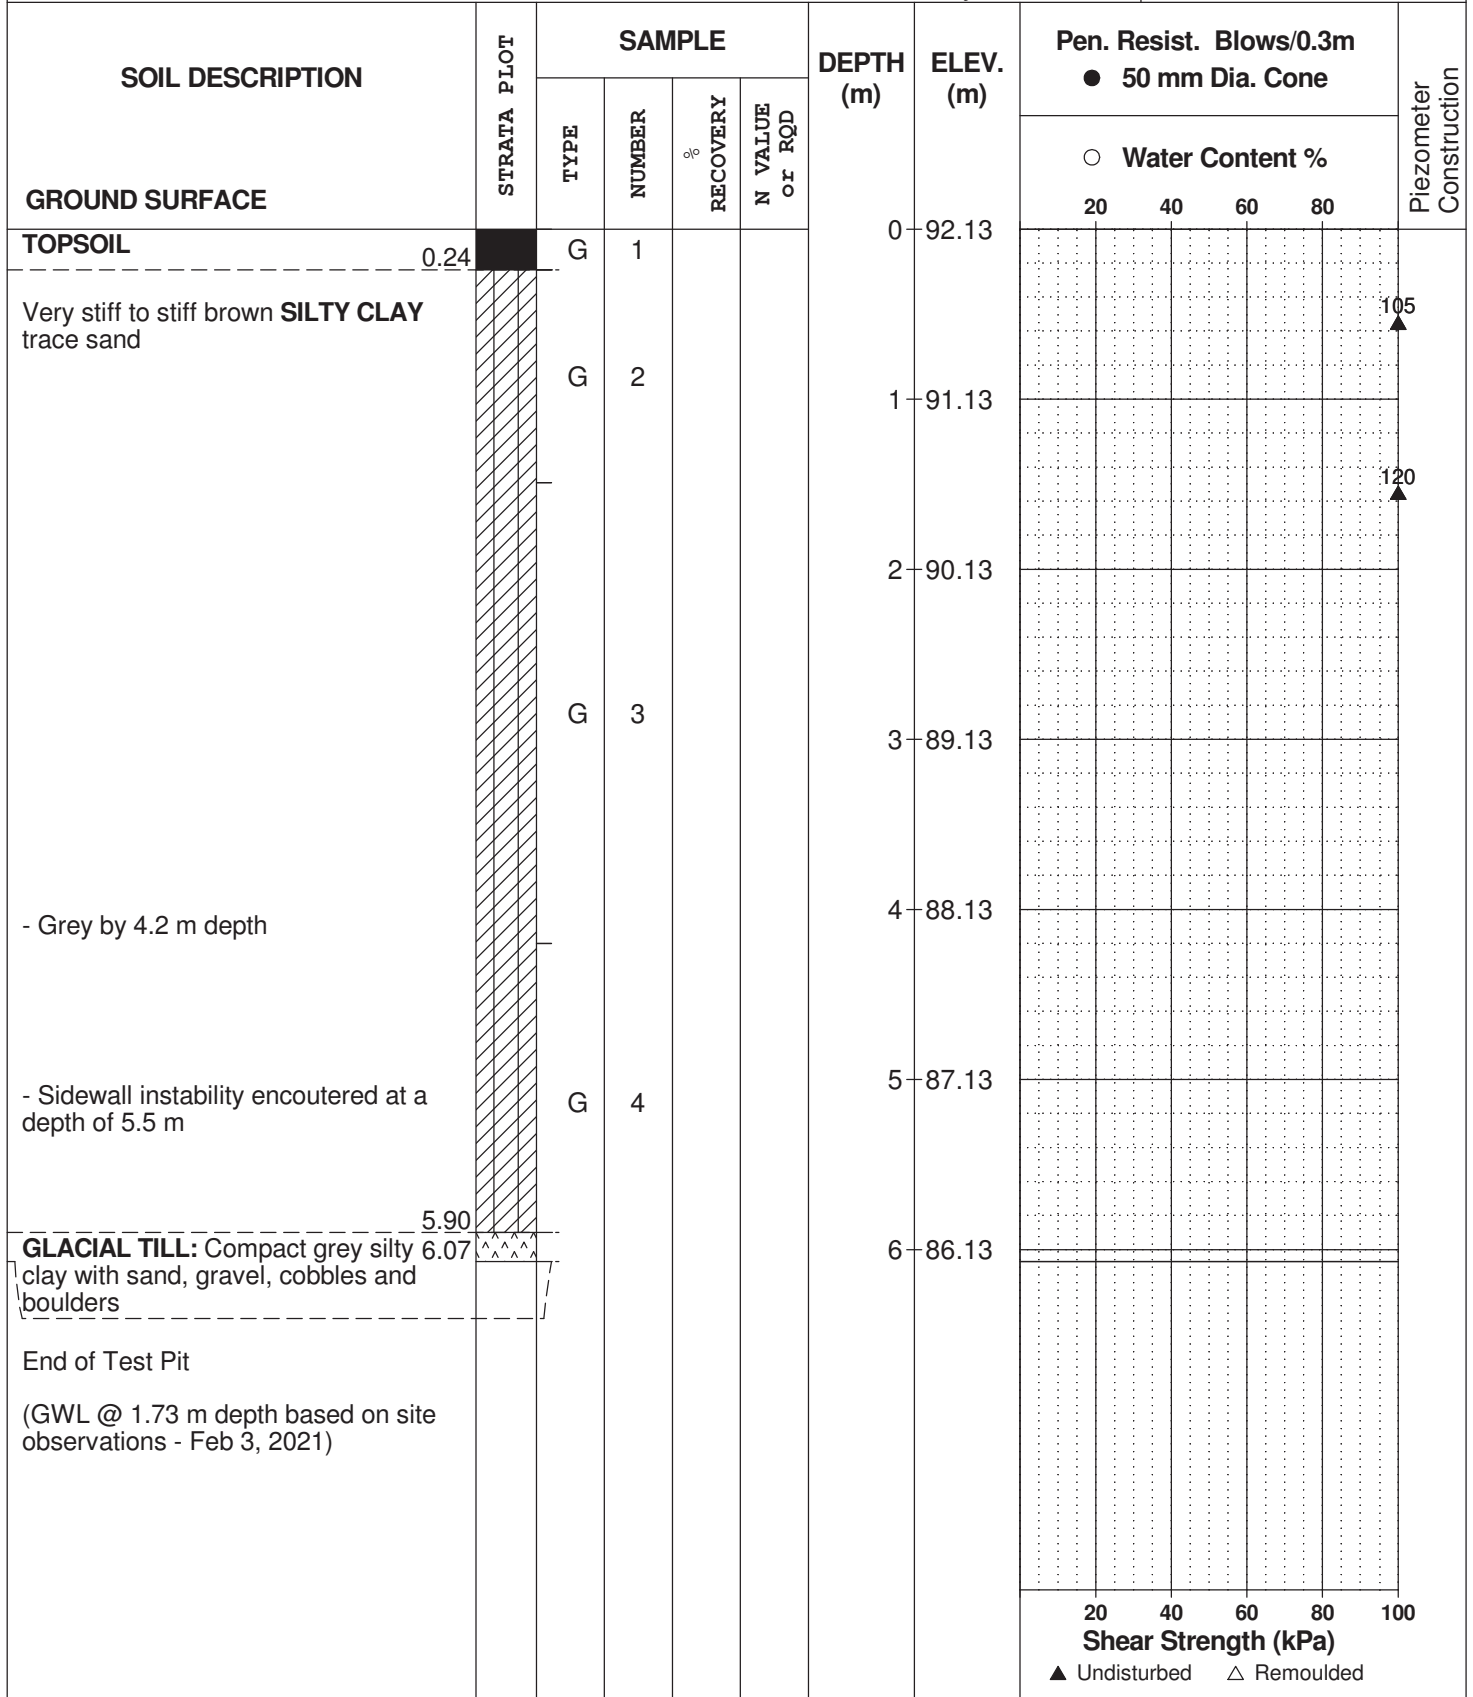 SOIL DESCRIPTION
GROUND SURFACE
STRATA PLOT
SAMPLE
TYPE
NUMBER
%
RECOVERY
N VALUE
or RQD
DEPTH
(m)
ELEV.
(m)
Pen. Resist. Blows/0.3m
● 50 mm Dia. Cone
○ Water Content %
20 40 60 80
Piezometer
Construction
TOPSOIL
0.24
G 1
0 92.13
Very stiff to stiff brown SILTY CLAY
trace sand
105
G 2
1 91.13
120
2 90.13
G 3
3 89.13
- Grey by 4.2 m depth
4 88.13
- Sidewall instability encoutered at a
depth of 5.5 m
G 4
5 87.13
5.90
GLACIAL TILL: Compact grey silty 6.07
clay with sand, gravel, cobbles and
boulders
6 86.13
End of Test Pit
(GWL @ 1.73 m depth based on site
observations - Feb 3, 2021)
20 40 60 80 100
Shear Strength (kPa)
▲ Undisturbed △ Remoulded